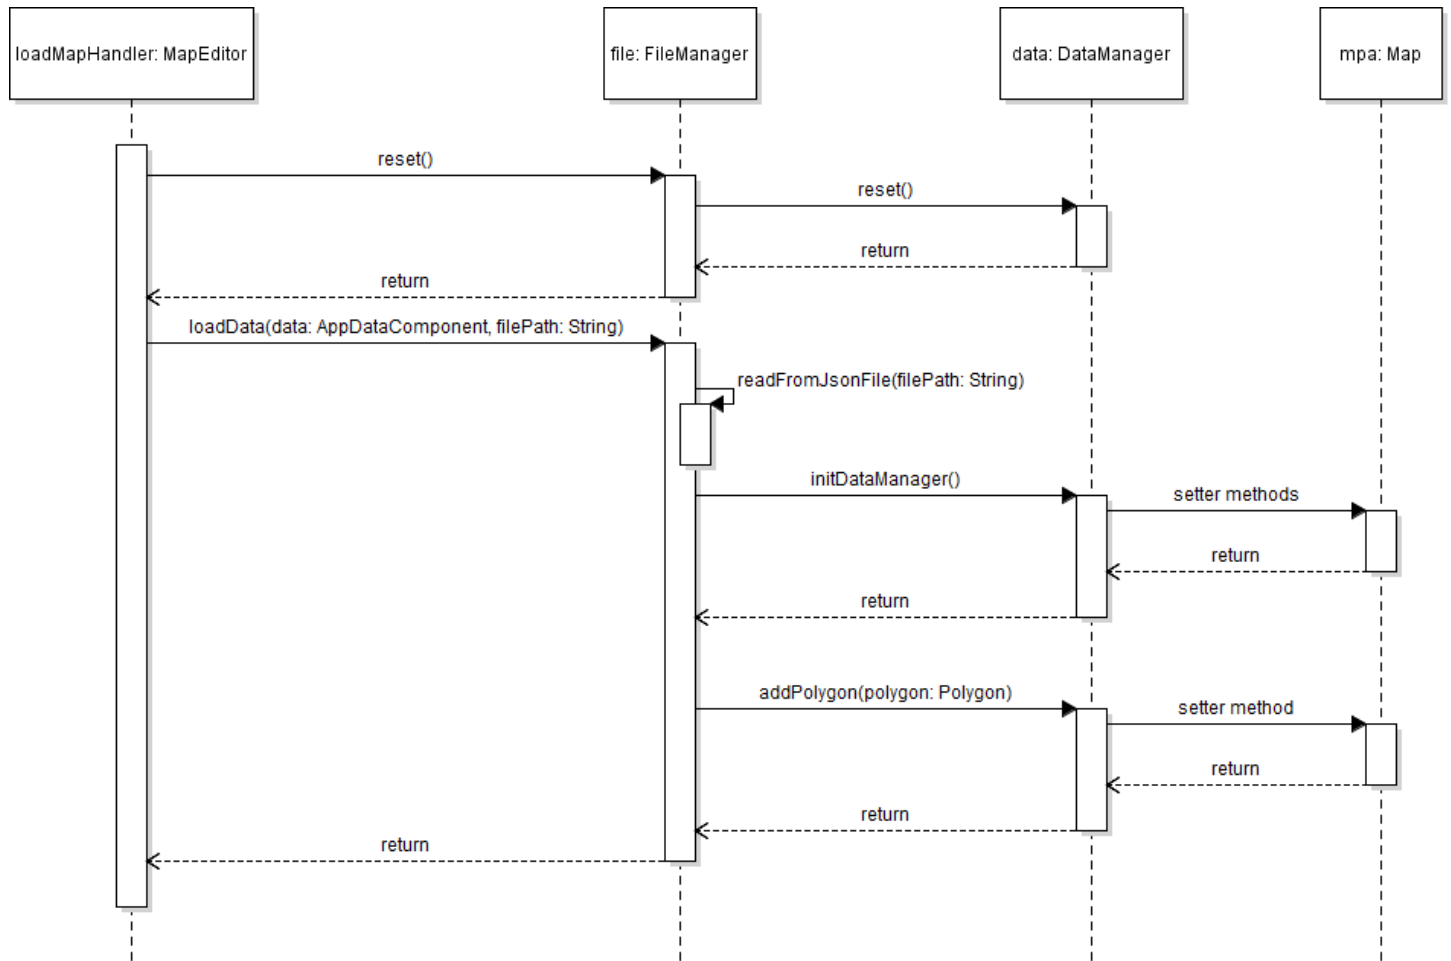 loadMapHandler: MapEditor
file: FileManager
data: DataManager
mpa: Map
reset()
reset()
return
return
loadData(data: AppDataComponent, filePath: String)
readFromJsonFile(filePath: String)
initDataManager()
setter methods
return
return
addPolygon(polygon: Polygon)
setter method
return
return
return